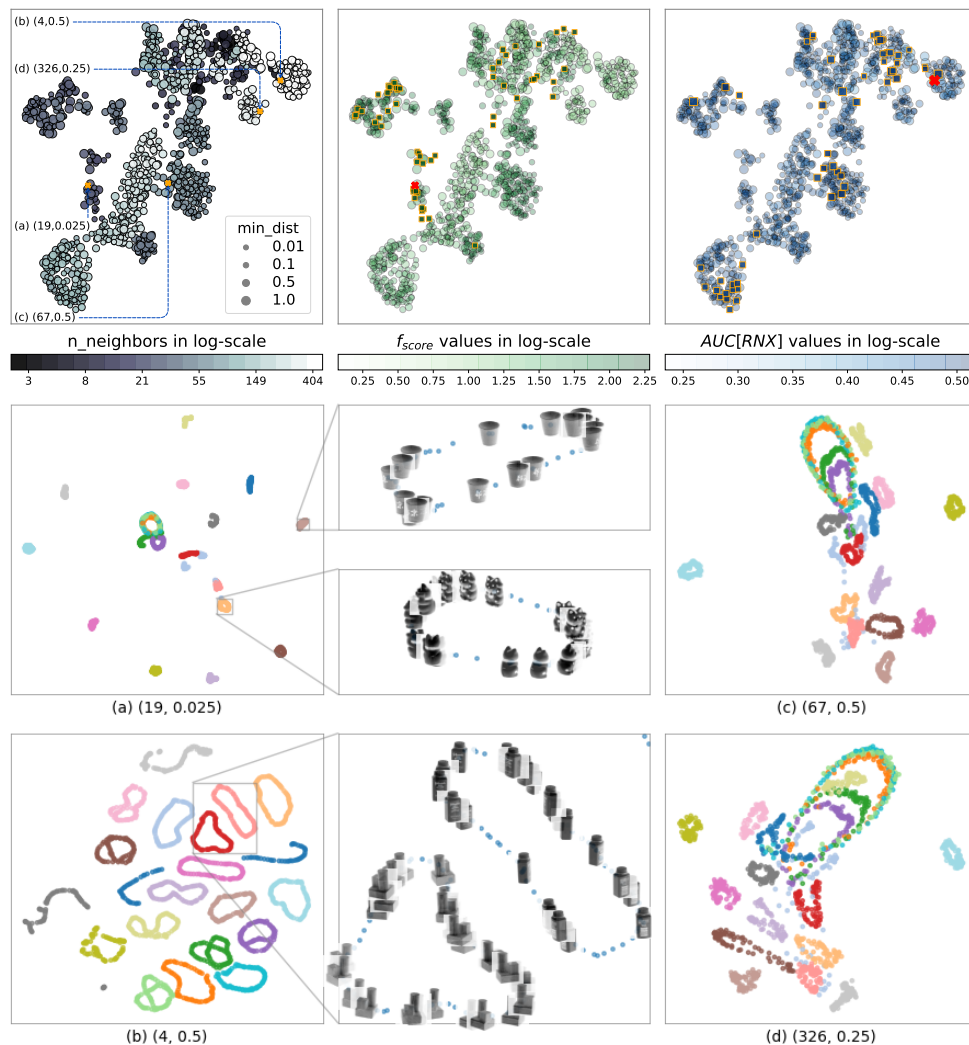 (b) (4,0.5)
(d) (326,0.25)
(a) (19,0.025)
(c) (67,0.5)
min_dist
0.01
0.1
0.5
1.0
n_neighbors in log-scale
3 8 21 55 149 404
f_score values in log-scale
0.25 0.50 0.75 1.00 1.25 1.50 1.75 2.00 2.25
AUC[RNX] values in log-scale
0.25 0.30 0.35 0.40 0.45 0.50
(a) (19, 0.025)
(c) (67, 0.5)
(b) (4, 0.5)
(d) (326, 0.25)